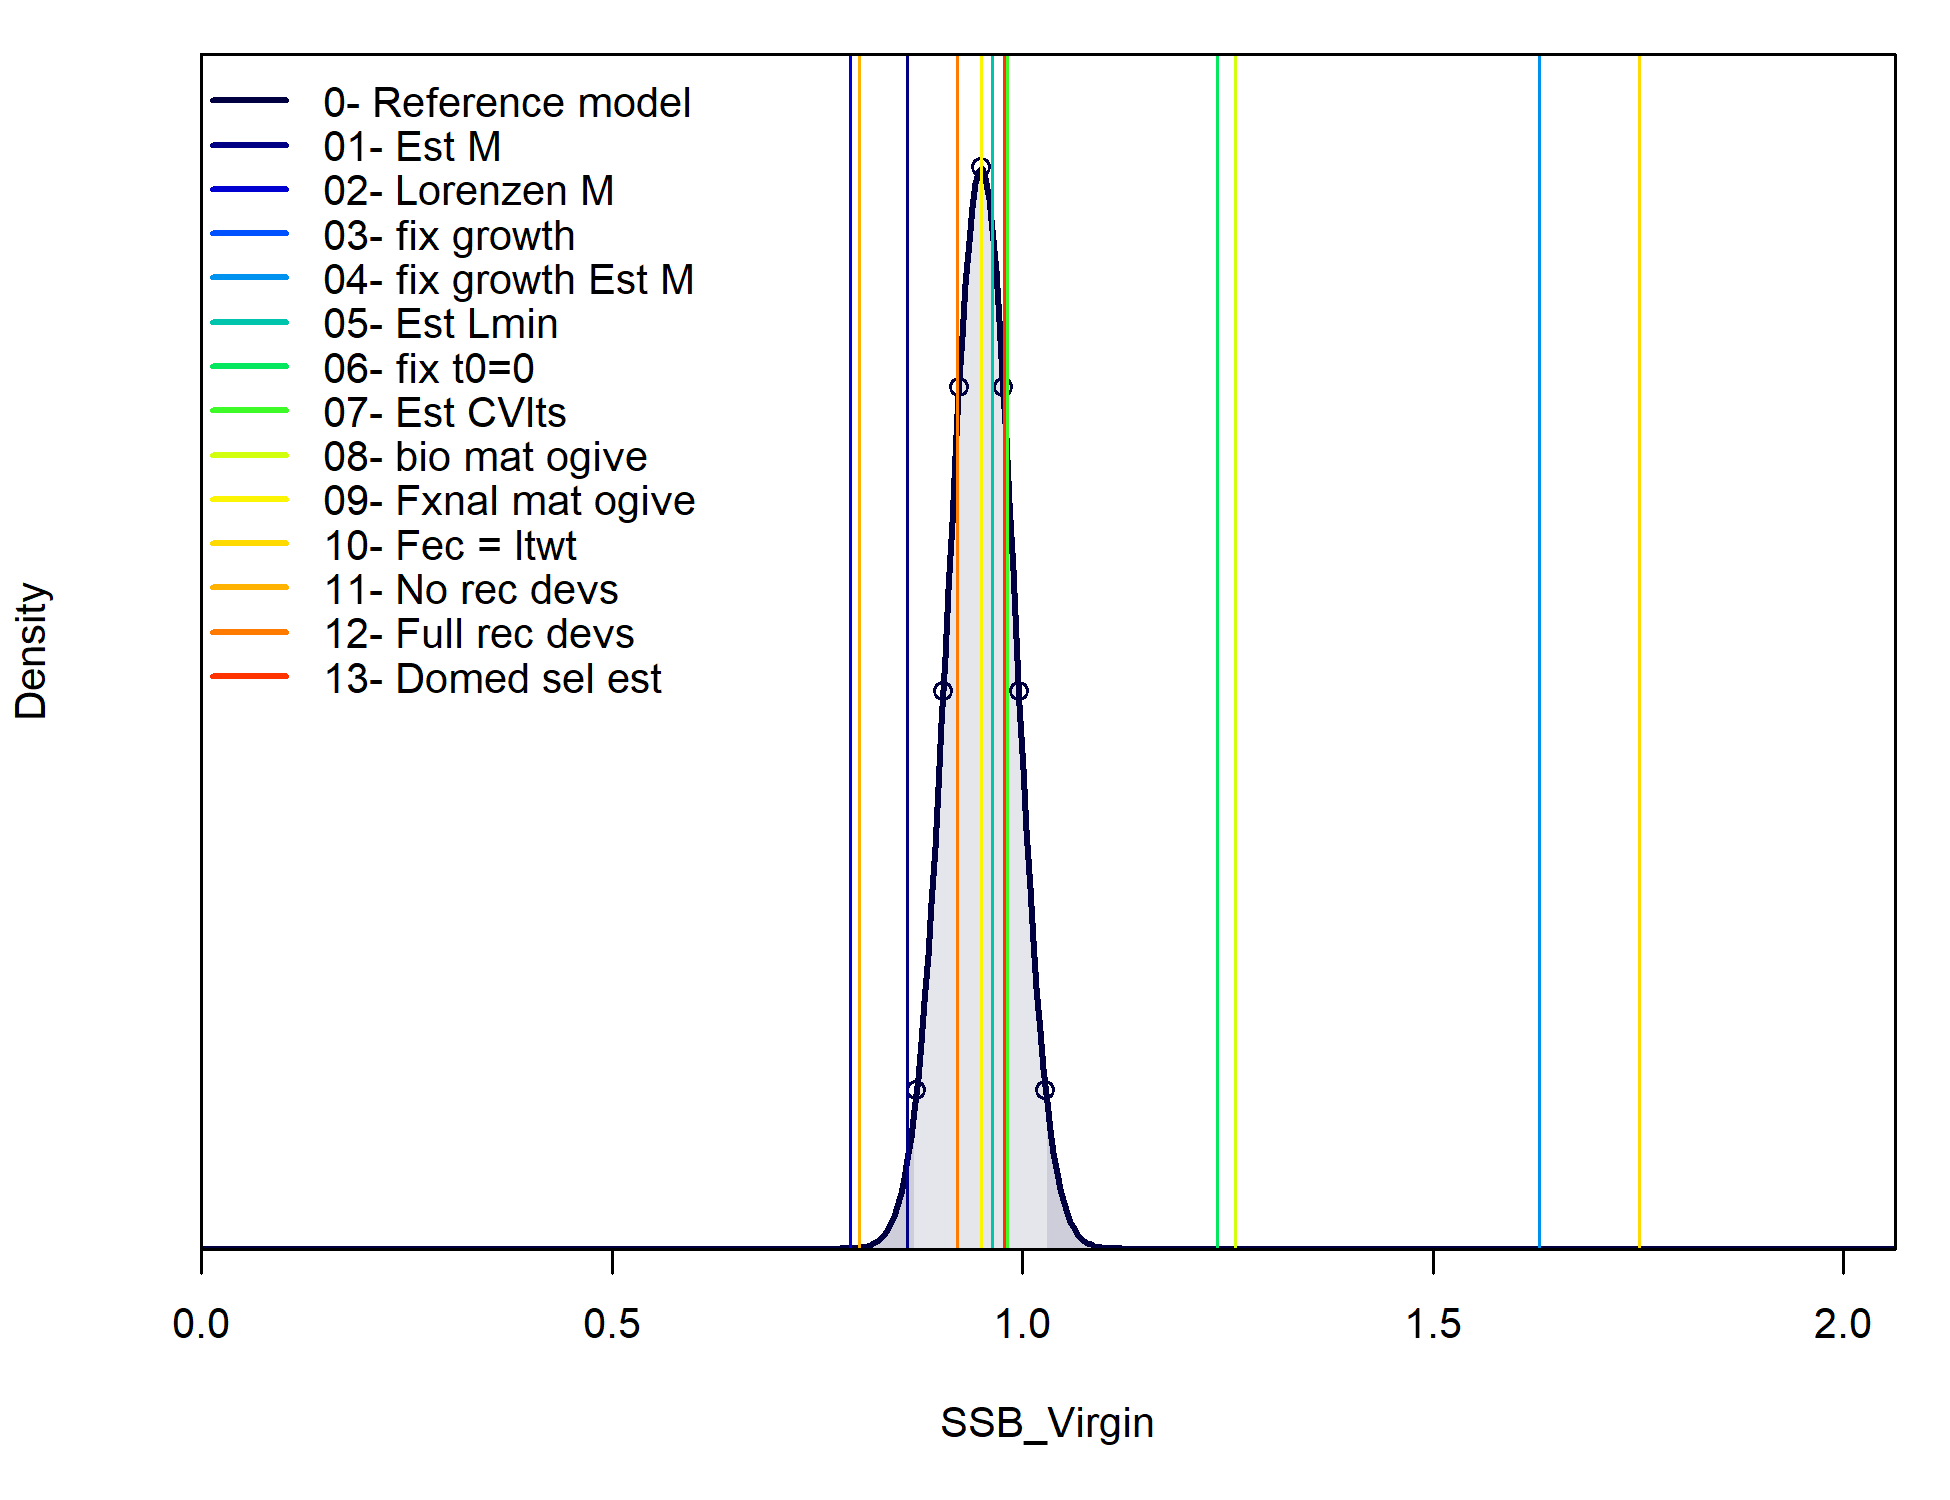 0- Reference model
01- Est M
02- Lorenzen M
03- fix growth
04- fix growth Est M
05- Est Lmin
06- fix t0=0
07- Est CVlts
08- bio mat ogive
09- Fxnal mat ogive
10- Fec = ltwt
11- No rec devs
12- Full rec devs
13- Domed sel est
Density
0.0 0.5 1.0 1.5 2.0
SSB_Virgin